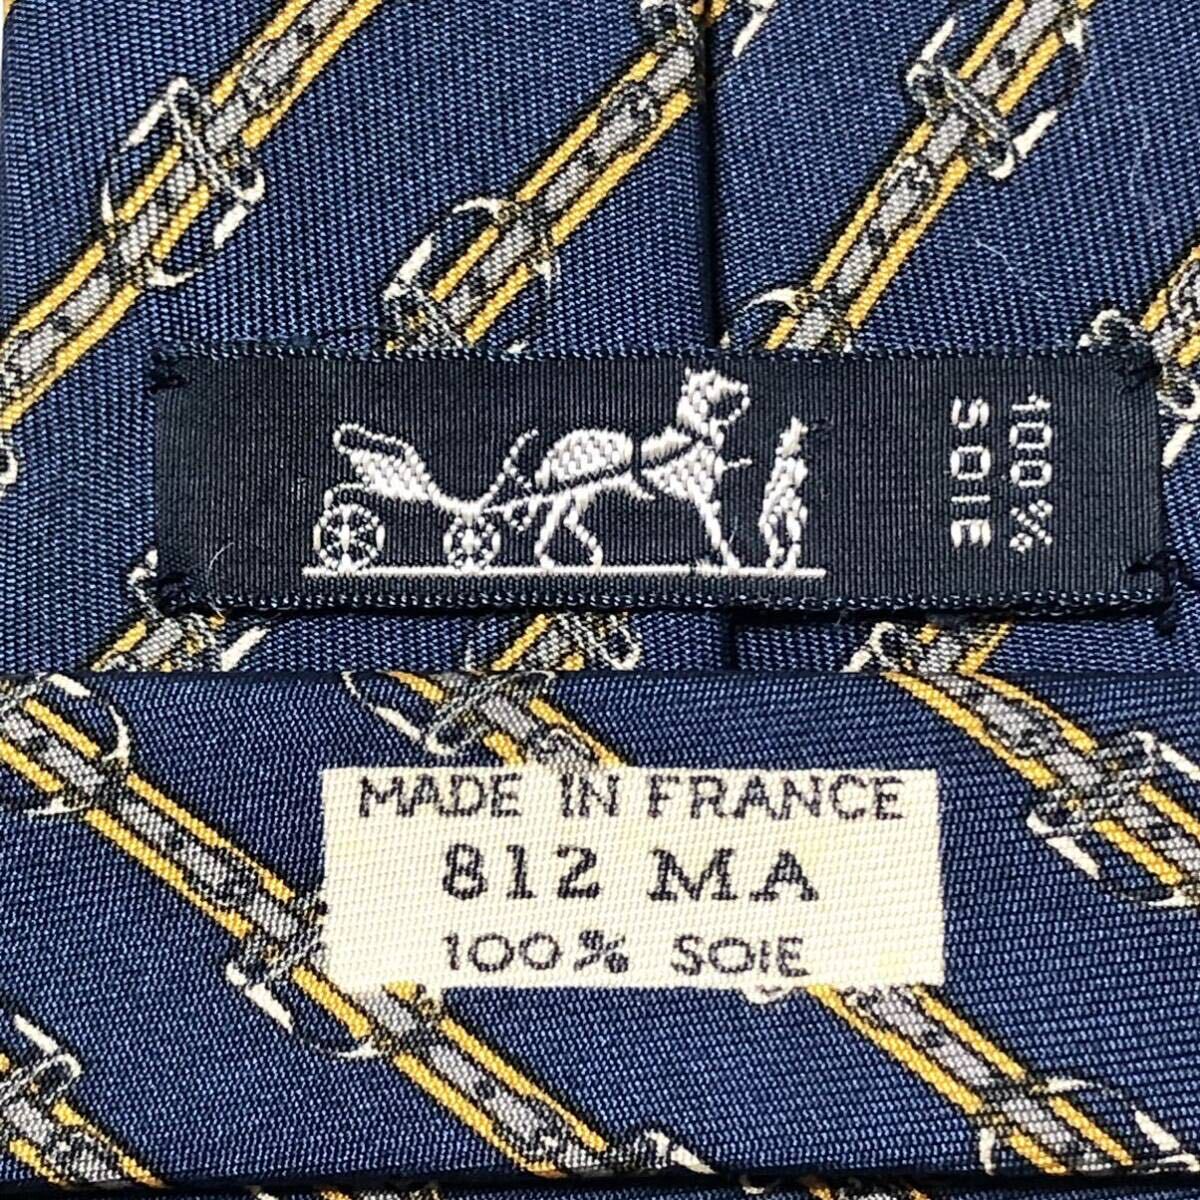 100%
SOIE
MADE IN FRANCE
812 MA
100% SOIE